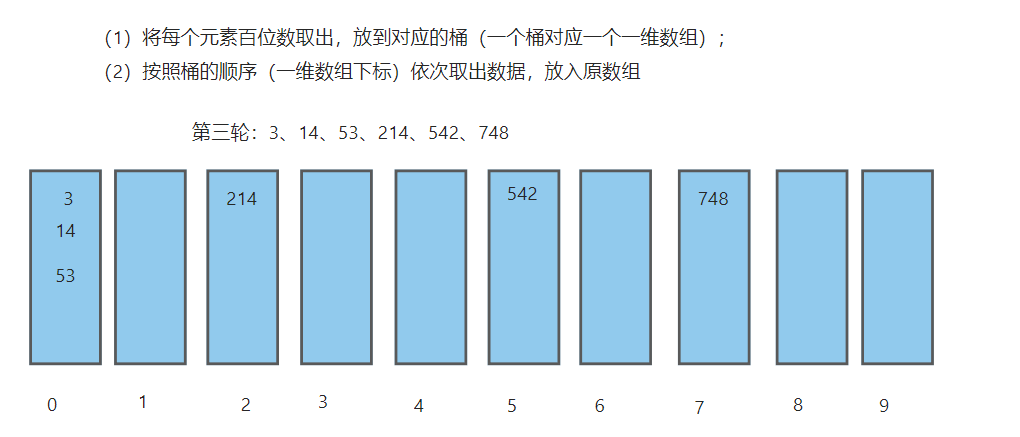 （1）将每个元素百位数取出，放到对应的桶（一个桶对应一个一维数组）；
（2）按照桶的顺序（一维数组下标）依次取出数据，放入原数组
第三轮：3、14、53、214、542、748
3 214 542 748
14
53
0 1 2 3 4 5 6 7 8 9